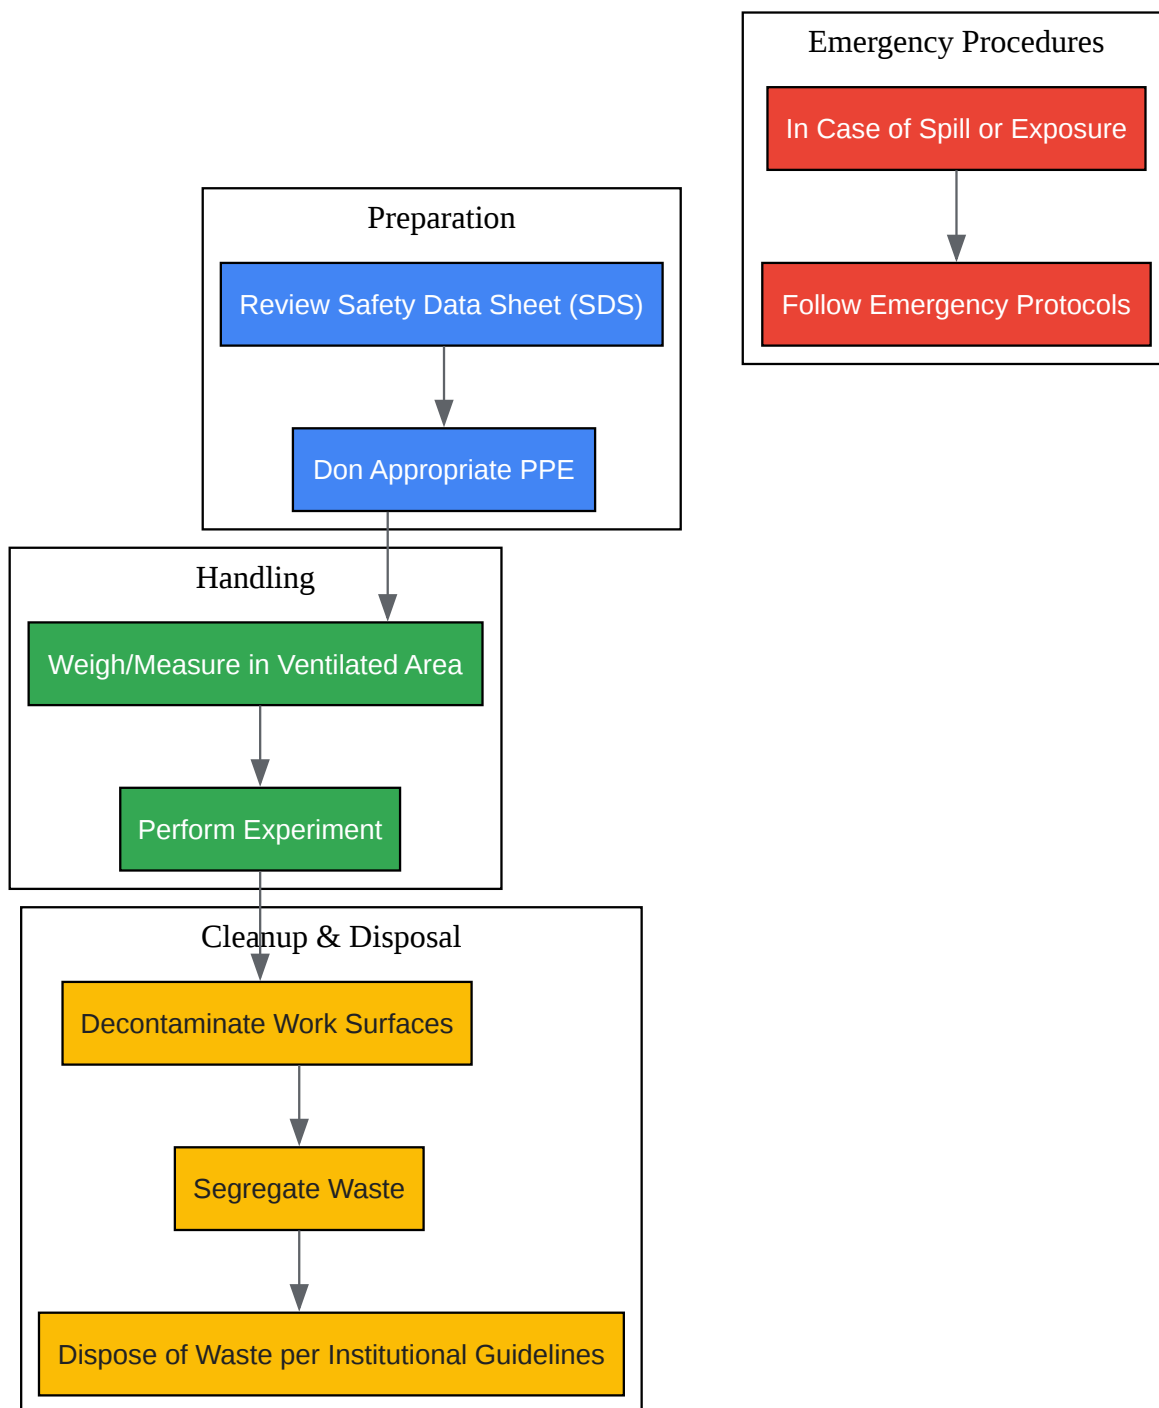 Emergency Procedures
In Case of Spill or Exposure
Follow Emergency Protocols
Preparation
Review Safety Data Sheet (SDS)
Don Appropriate PPE
Handling
Weigh/Measure in Ventilated Area
Perform Experiment
Cleanup & Disposal
Decontaminate Work Surfaces
Segregate Waste
Dispose of Waste per Institutional Guidelines